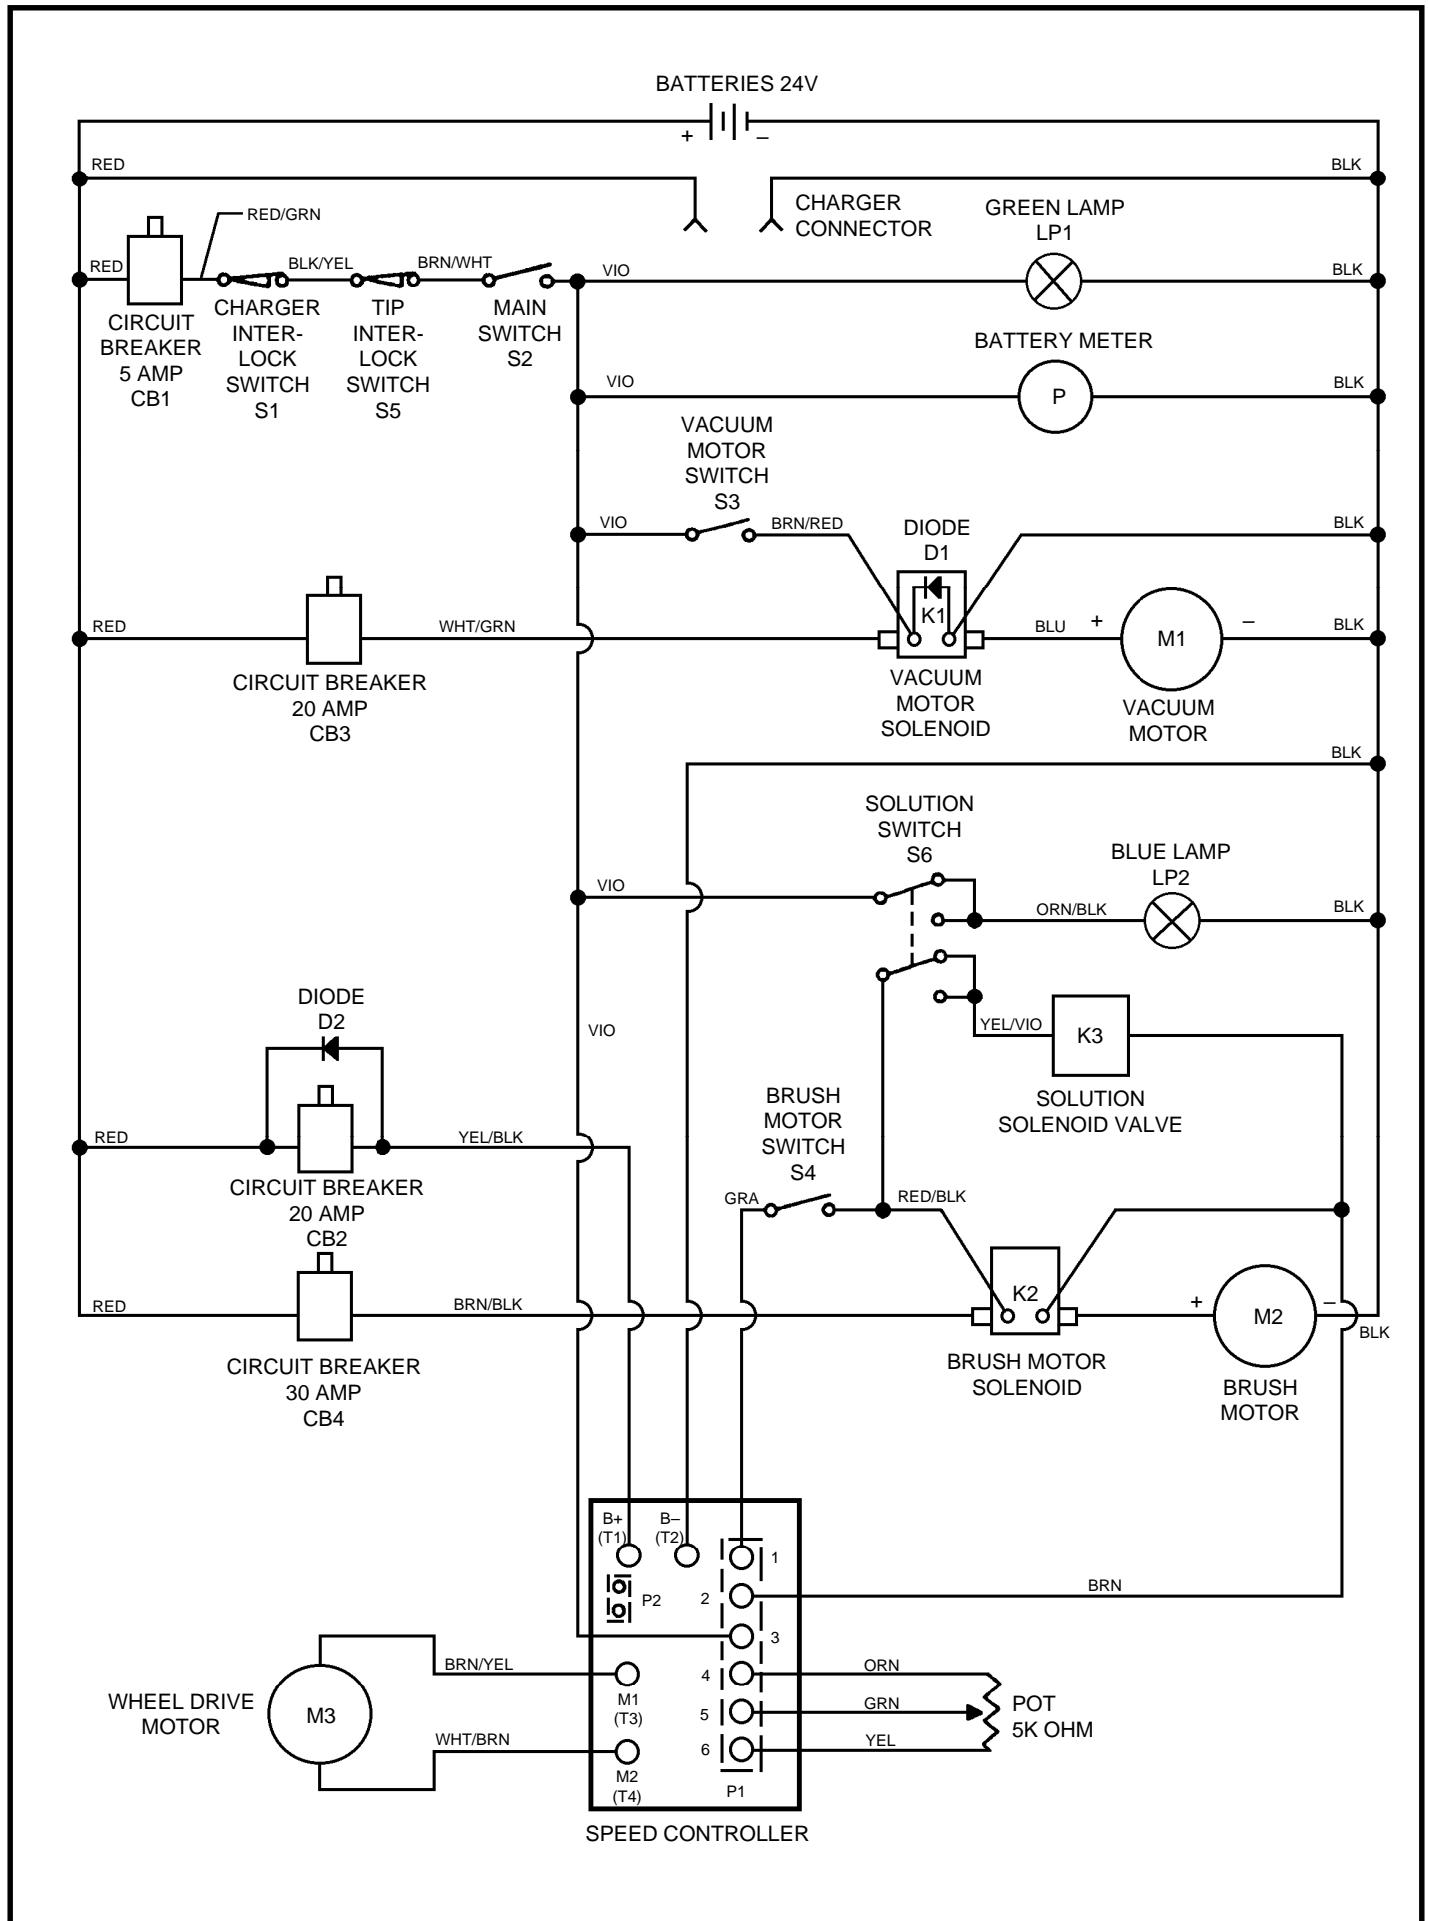 BATTERIES 24V
+
–
RED
BLK
CHARGER
CONNECTOR
GREEN LAMP
LP1
RED/GRN
RED
BLK/YEL
BRN/WHT
VIO
BLK
CIRCUIT
BREAKER
5 AMP
CB1
CHARGER
INTER-
LOCK
SWITCH
S1
TIP
INTER-
LOCK
SWITCH
S5
MAIN
SWITCH
S2
BATTERY METER
VIO
P
BLK
VACUUM
MOTOR
SWITCH
S3
VIO
BRN/RED
DIODE
D1
BLK
K1
RED
WHT/GRN
BLU
+
M1
–
BLK
CIRCUIT BREAKER
20 AMP
CB3
VACUUM
MOTOR
SOLENOID
VACUUM
MOTOR
BLK
SOLUTION
SWITCH
S6
BLUE LAMP
LP2
VIO
ORN/BLK
BLK
DIODE
D2
VIO
YEL/VIO
K3
SOLUTION
SOLENOID VALVE
BRUSH
MOTOR
SWITCH
S4
RED
YEL/BLK
CIRCUIT BREAKER
20 AMP
CB2
GRA
RED/BLK
RED
BRN/BLK
K2
+
M2
–
BLK
CIRCUIT BREAKER
30 AMP
CB4
BRUSH MOTOR
SOLENOID
BRUSH
MOTOR
B+
(T1)
B–
(T2)
1
P2
2
BRN
3
WHEEL DRIVE
MOTOR
M3
BRN/YEL
M1
(T3)
WHT/BRN
M2
(T4)
4
ORN
5
GRN
6
YEL
P1
POT
5K OHM
SPEED CONTROLLER